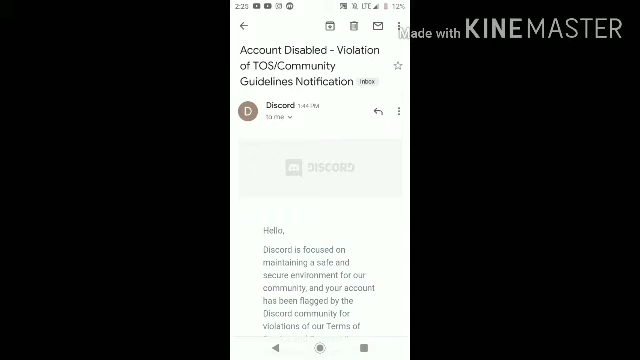 2:25 LTE 12%
Made with KINEMASTER
Account Disabled - Violation
of TOS/Community
Guidelines Notification Inbox
D Discord 1:44 PM
to me
DISCORD
Hello,
Discord is focused on
maintaining a safe and
secure environment for our
community, and your account
has been flagged by the
Discord community for
violations of our Terms of